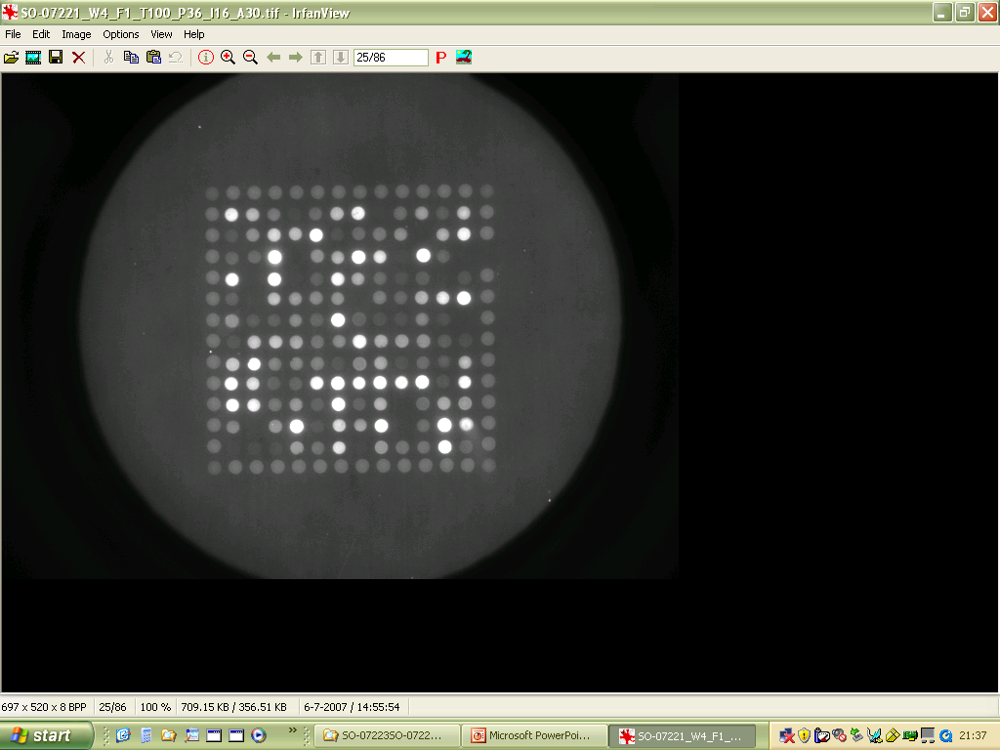 SO-07221_W4_F1_T100_P36_I16_A30.tif - IrfanView
File Edit Image Options View Help
25/86 P
697 x 520 x 8 BPP 25/86 100 % 709.15 KB / 356.51 KB 6-7-2007 / 14:55:54
start » SO-07223SO-0722... Microsoft PowerPoi... SO-07221_W4_F1_... 21:37